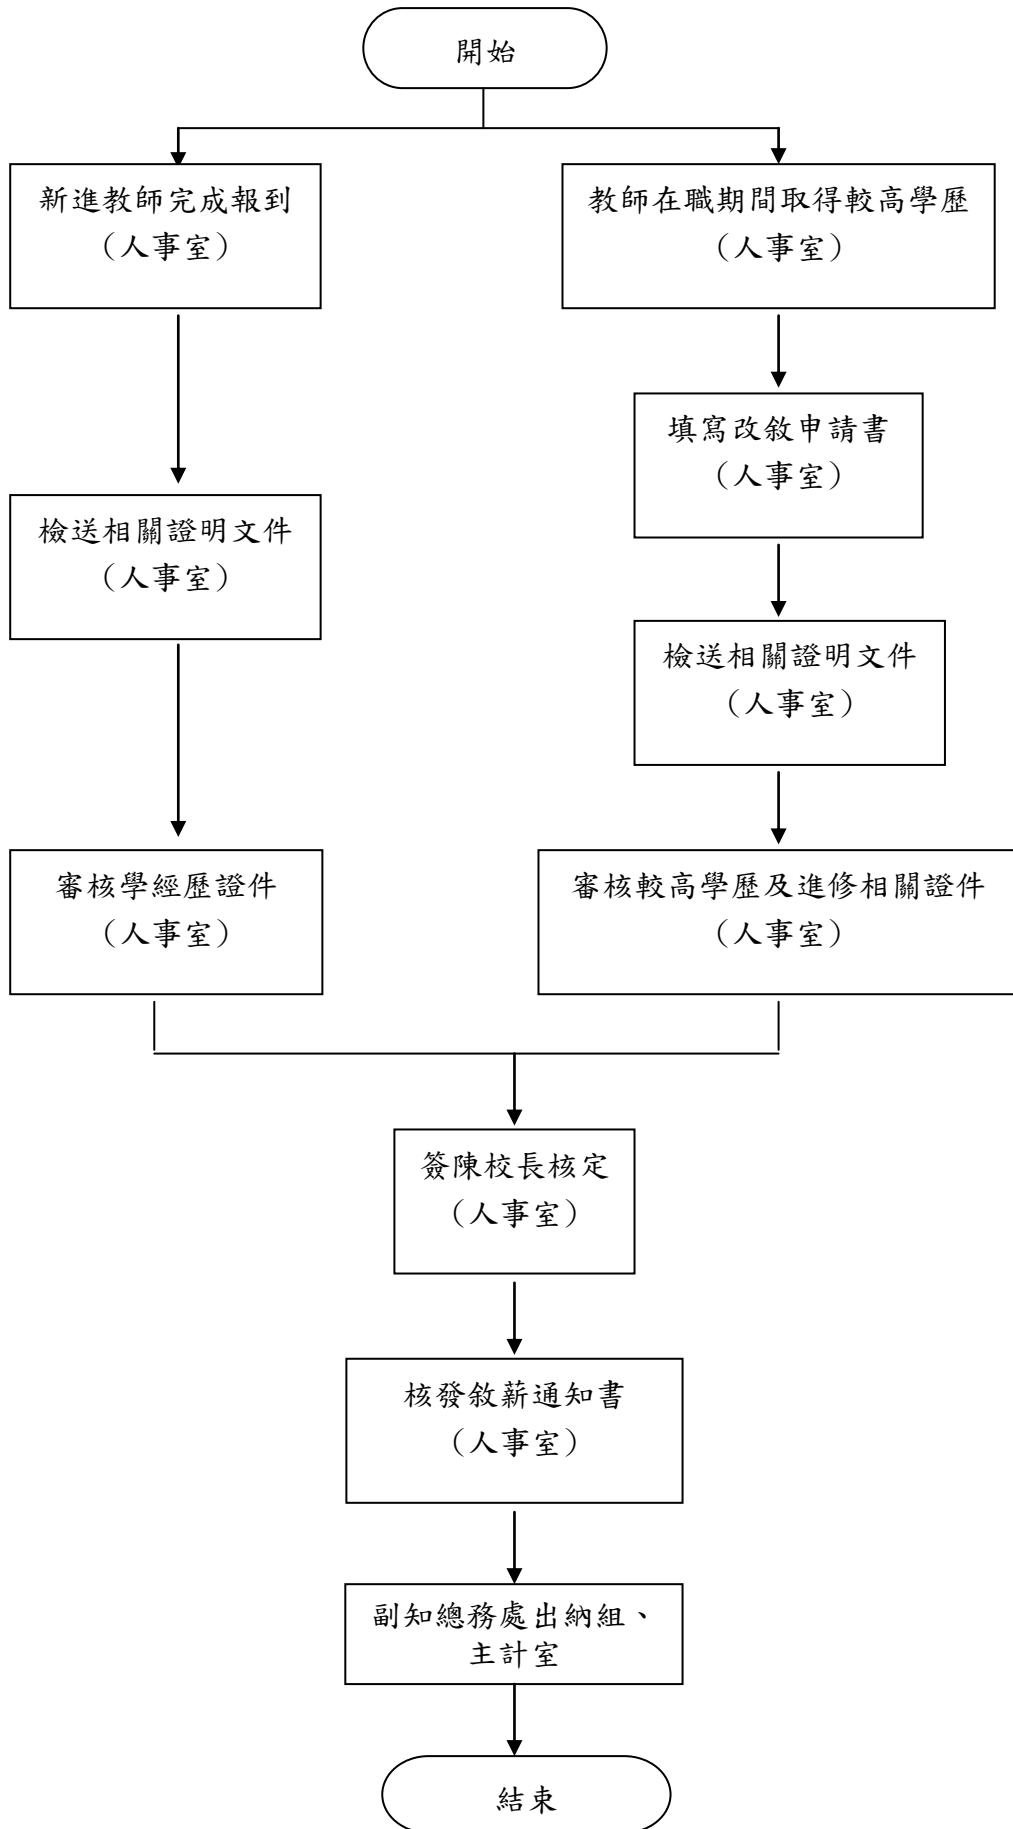 開始
新進教師完成報到
（人事室）
教師在職期間取得較高學歷
（人事室）
填寫改敘申請書
（人事室）
檢送相關證明文件
（人事室）
檢送相關證明文件
（人事室）
審核學經歷證件
（人事室）
審核較高學歷及進修相關證件
（人事室）
簽陳校長核定
（人事室）
核發敘薪通知書
（人事室）
副知總務處出納組、
主計室
結束